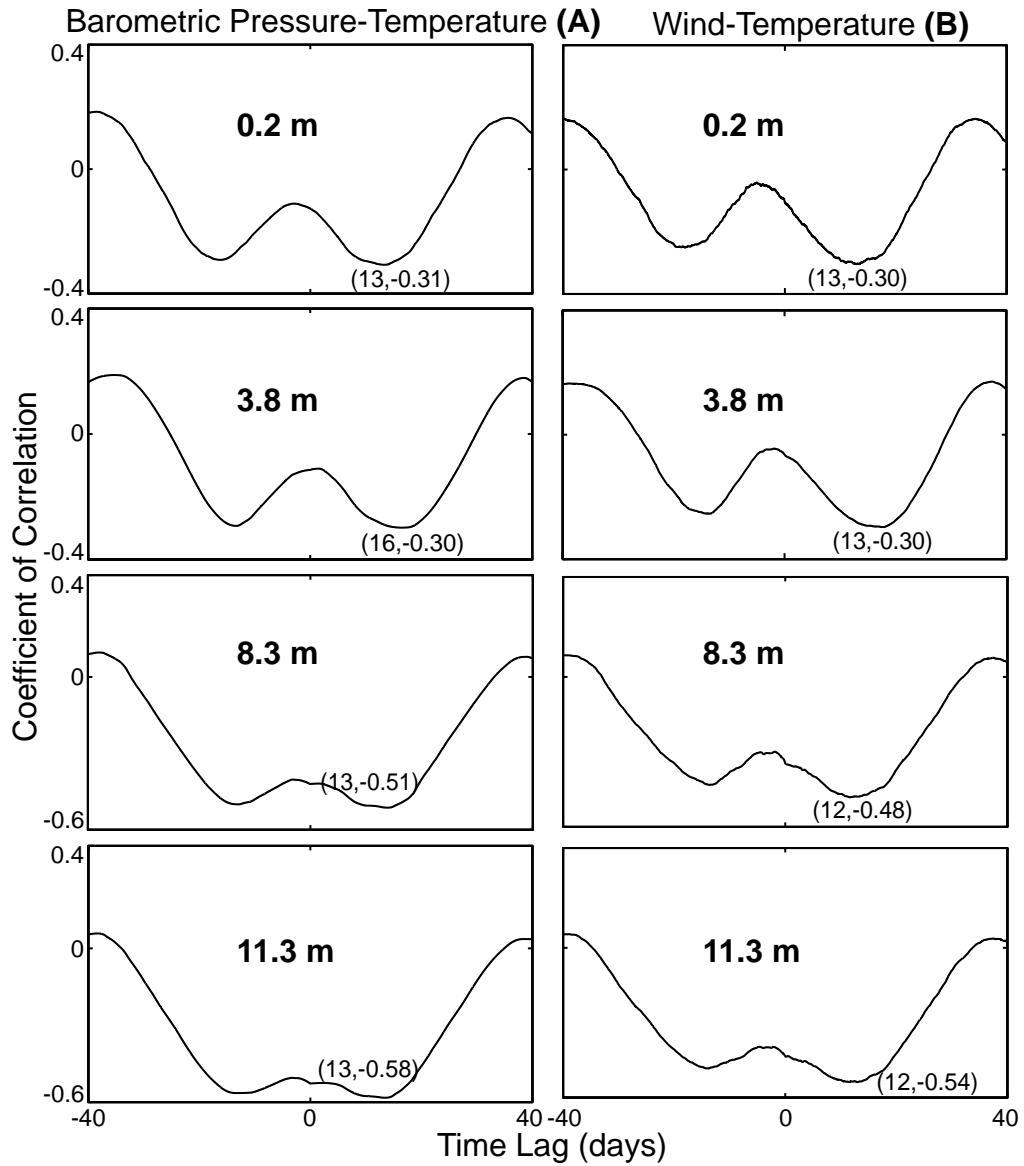 Barometric Pressure-Temperature (A) Wind-Temperature (B)
Coefficient of Correlation
0.4
0
-0.4
0.2 m
(13,-0.31)
0.2 m
(13,-0.30)
0.4
0
-0.4
3.8 m
(16,-0.30)
3.8 m
(13,-0.30)
0.4
0
-0.6
8.3 m
(13,-0.51)
8.3 m
(12,-0.48)
0.4
0
-0.6
11.3 m
(13,-0.58)
11.3 m
(12,-0.54)
-40 0 40 -40 0 40
Time Lag (days)